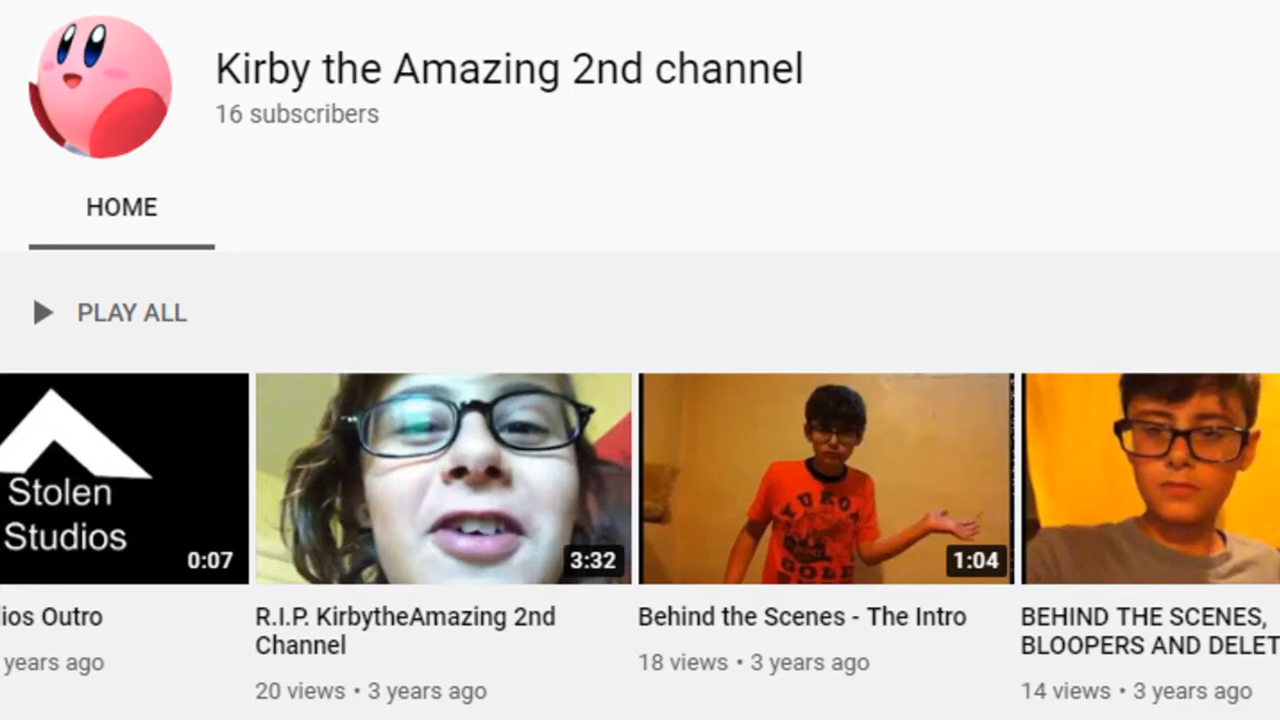 Kirby the Amazing 2nd channel
16 subscribers
HOME
PLAY ALL
Stolen
Studios
0:07
3:32
YUKON
GOLD
1:04
ios Outro
years ago
R.I.P. KirbytheAmazing 2nd
Channel
20 views • 3 years ago
Behind the Scenes - The Intro
18 views • 3 years ago
BEHIND THE SCENES,
BLOOPERS AND DELET
14 views • 3 years ago